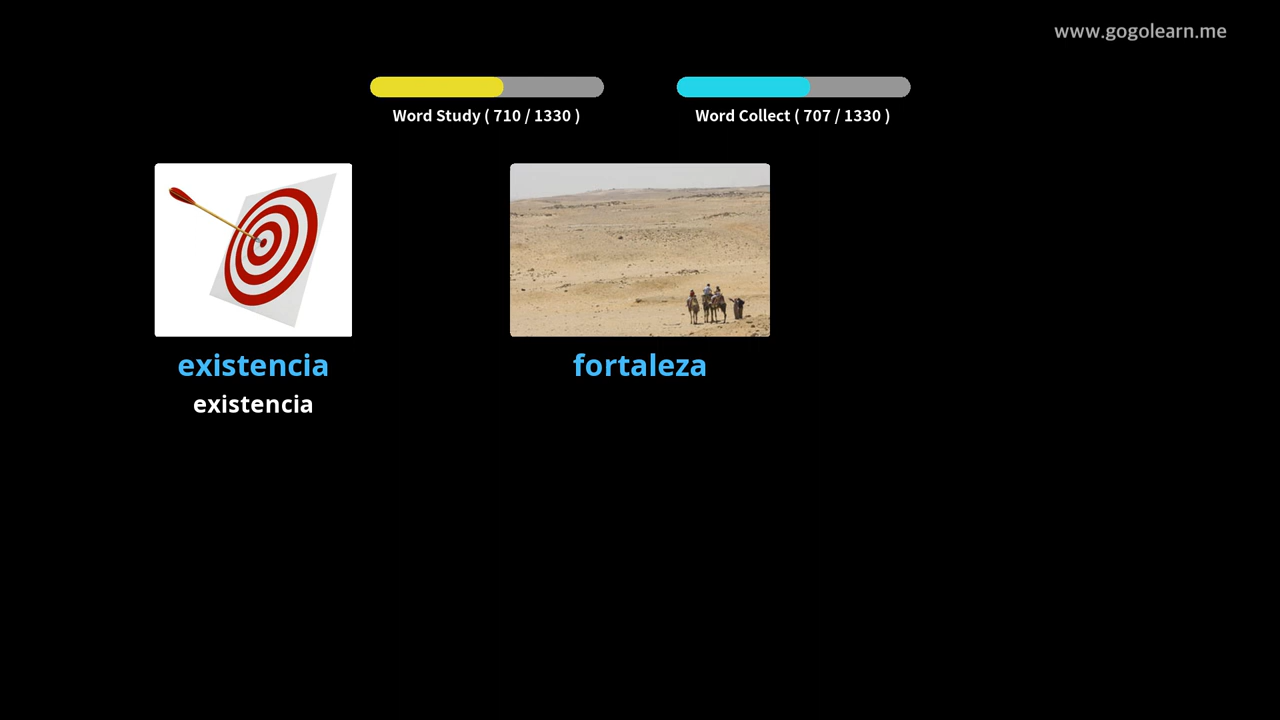 www.gogolearn.me
Word Study ( 710 / 1330 )
Word Collect ( 707 / 1330 )
existencia
existencia
fortaleza